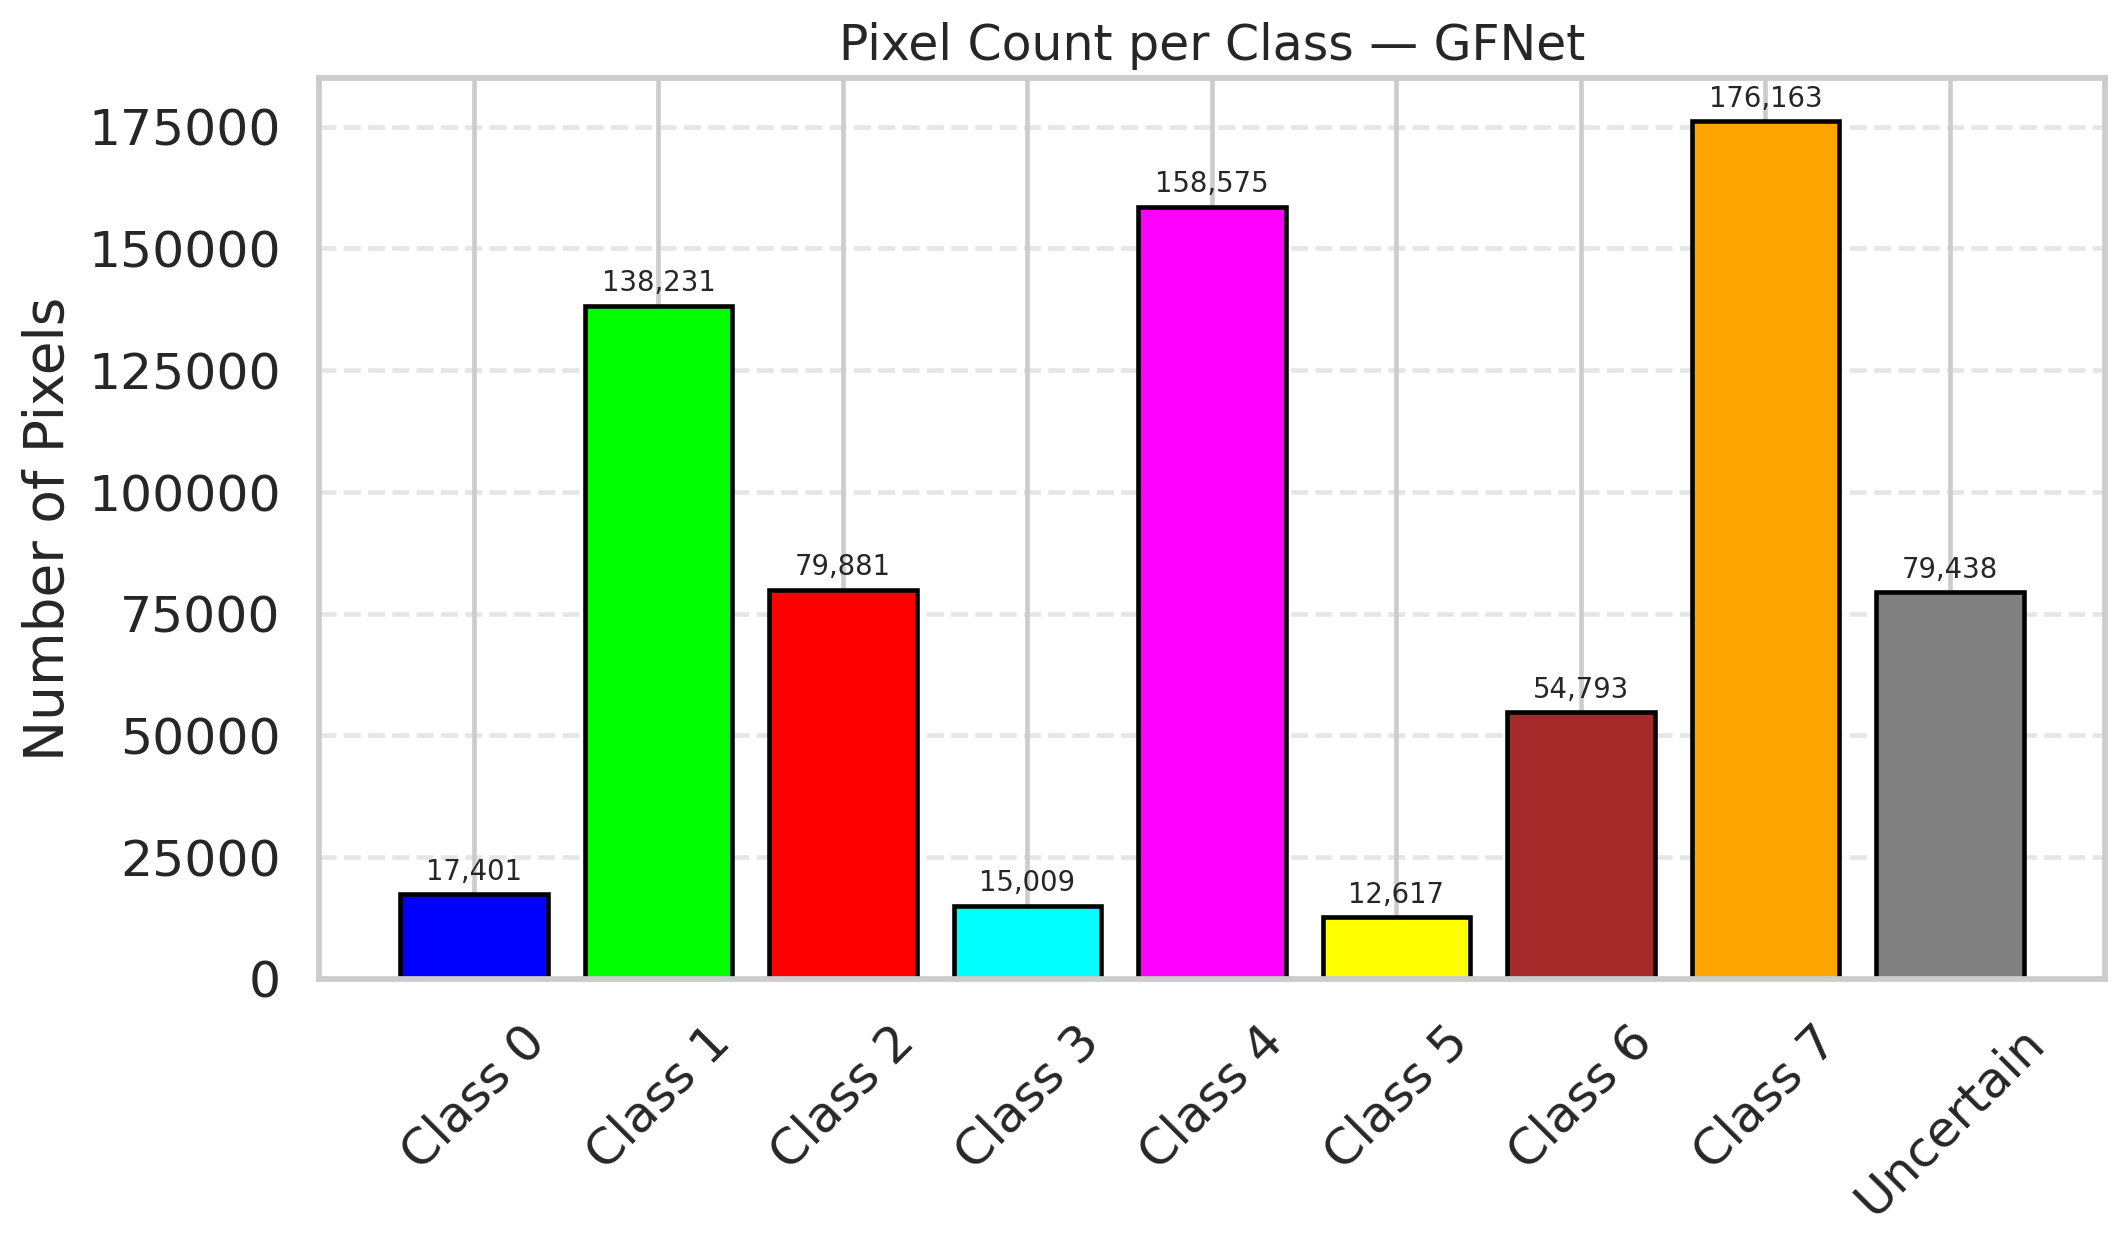 Pixel Count per Class — GFNet
Number of Pixels
175000
150000
125000
100000
75000
50000
25000
0
17,401
138,231
79,881
15,009
158,575
12,617
54,793
176,163
79,438
Class 0
Class 1
Class 2
Class 3
Class 4
Class 5
Class 6
Class 7
Uncertain